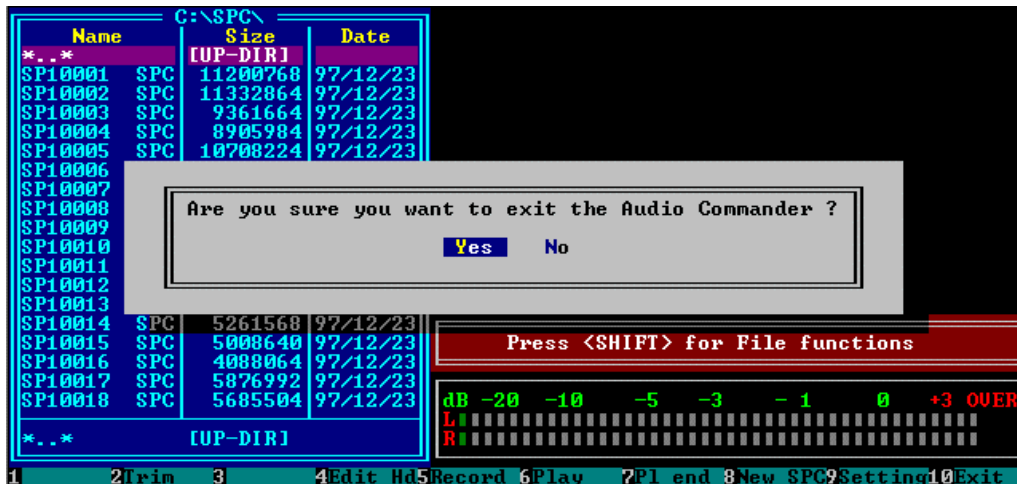 C:\SPC\
Name Size Date
*..* [UP-DIR]
SP10001 SPC 11200768 97/12/23
SP10002 SPC 11332864 97/12/23
SP10003 SPC 9361664 97/12/23
SP10004 SPC 8905984 97/12/23
SP10005 SPC 10708224 97/12/23
SP10006
SP10007
SP10008
SP10009
SP10010
SP10011
SP10012
SP10013
SP10014 SPC 5261568 97/12/23
SP10015 SPC 5008640 97/12/23
SP10016 SPC 4088064 97/12/23
SP10017 SPC 5876992 97/12/23
SP10018 SPC 5685504 97/12/23
*..* [UP-DIR]
Are you sure you want to exit the Audio Commander ?
Yes No
Press <SHIFT> for File functions
dB -20 -10 -5 -3 - 1 0 +3 OVER
L
R
1 2Trim 3 4Edit Hd5Record 6Play 7Pl end 8New SPC9Setting10Exit